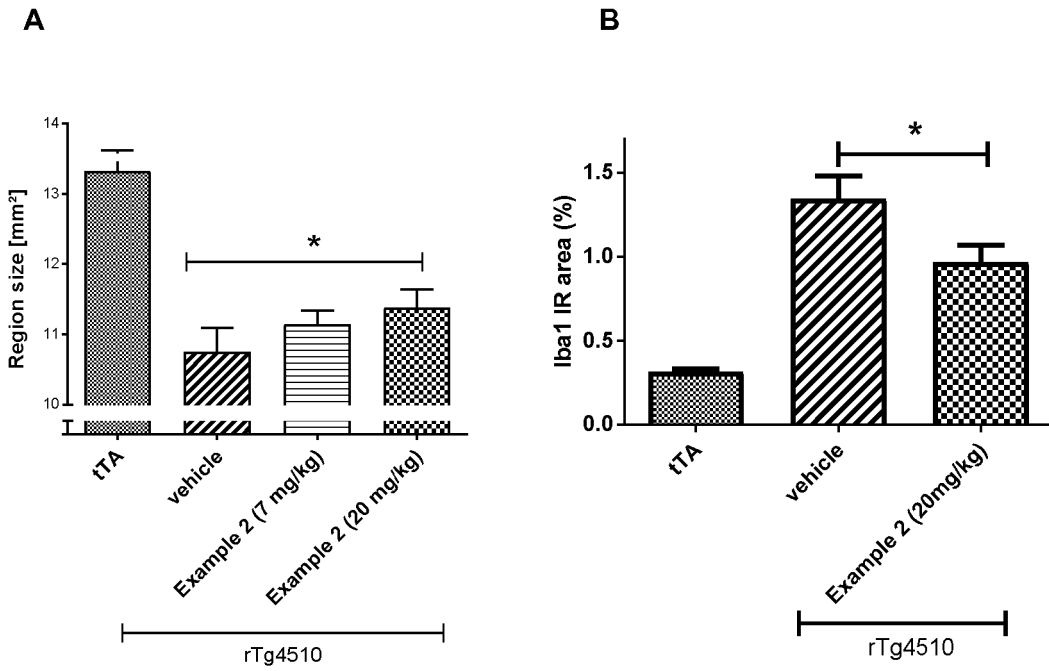 A
Region size [mm²]
14
13
12
11
10
*
tTA
vehicle
Example 2 (7 mg/kg)
Example 2 (20 mg/kg)
rTg4510
B
Iba1 IR area (%)
1.5
1.0
0.5
0.0
*
tTA
vehicle
Example 2 (20mg/kg)
rTg4510